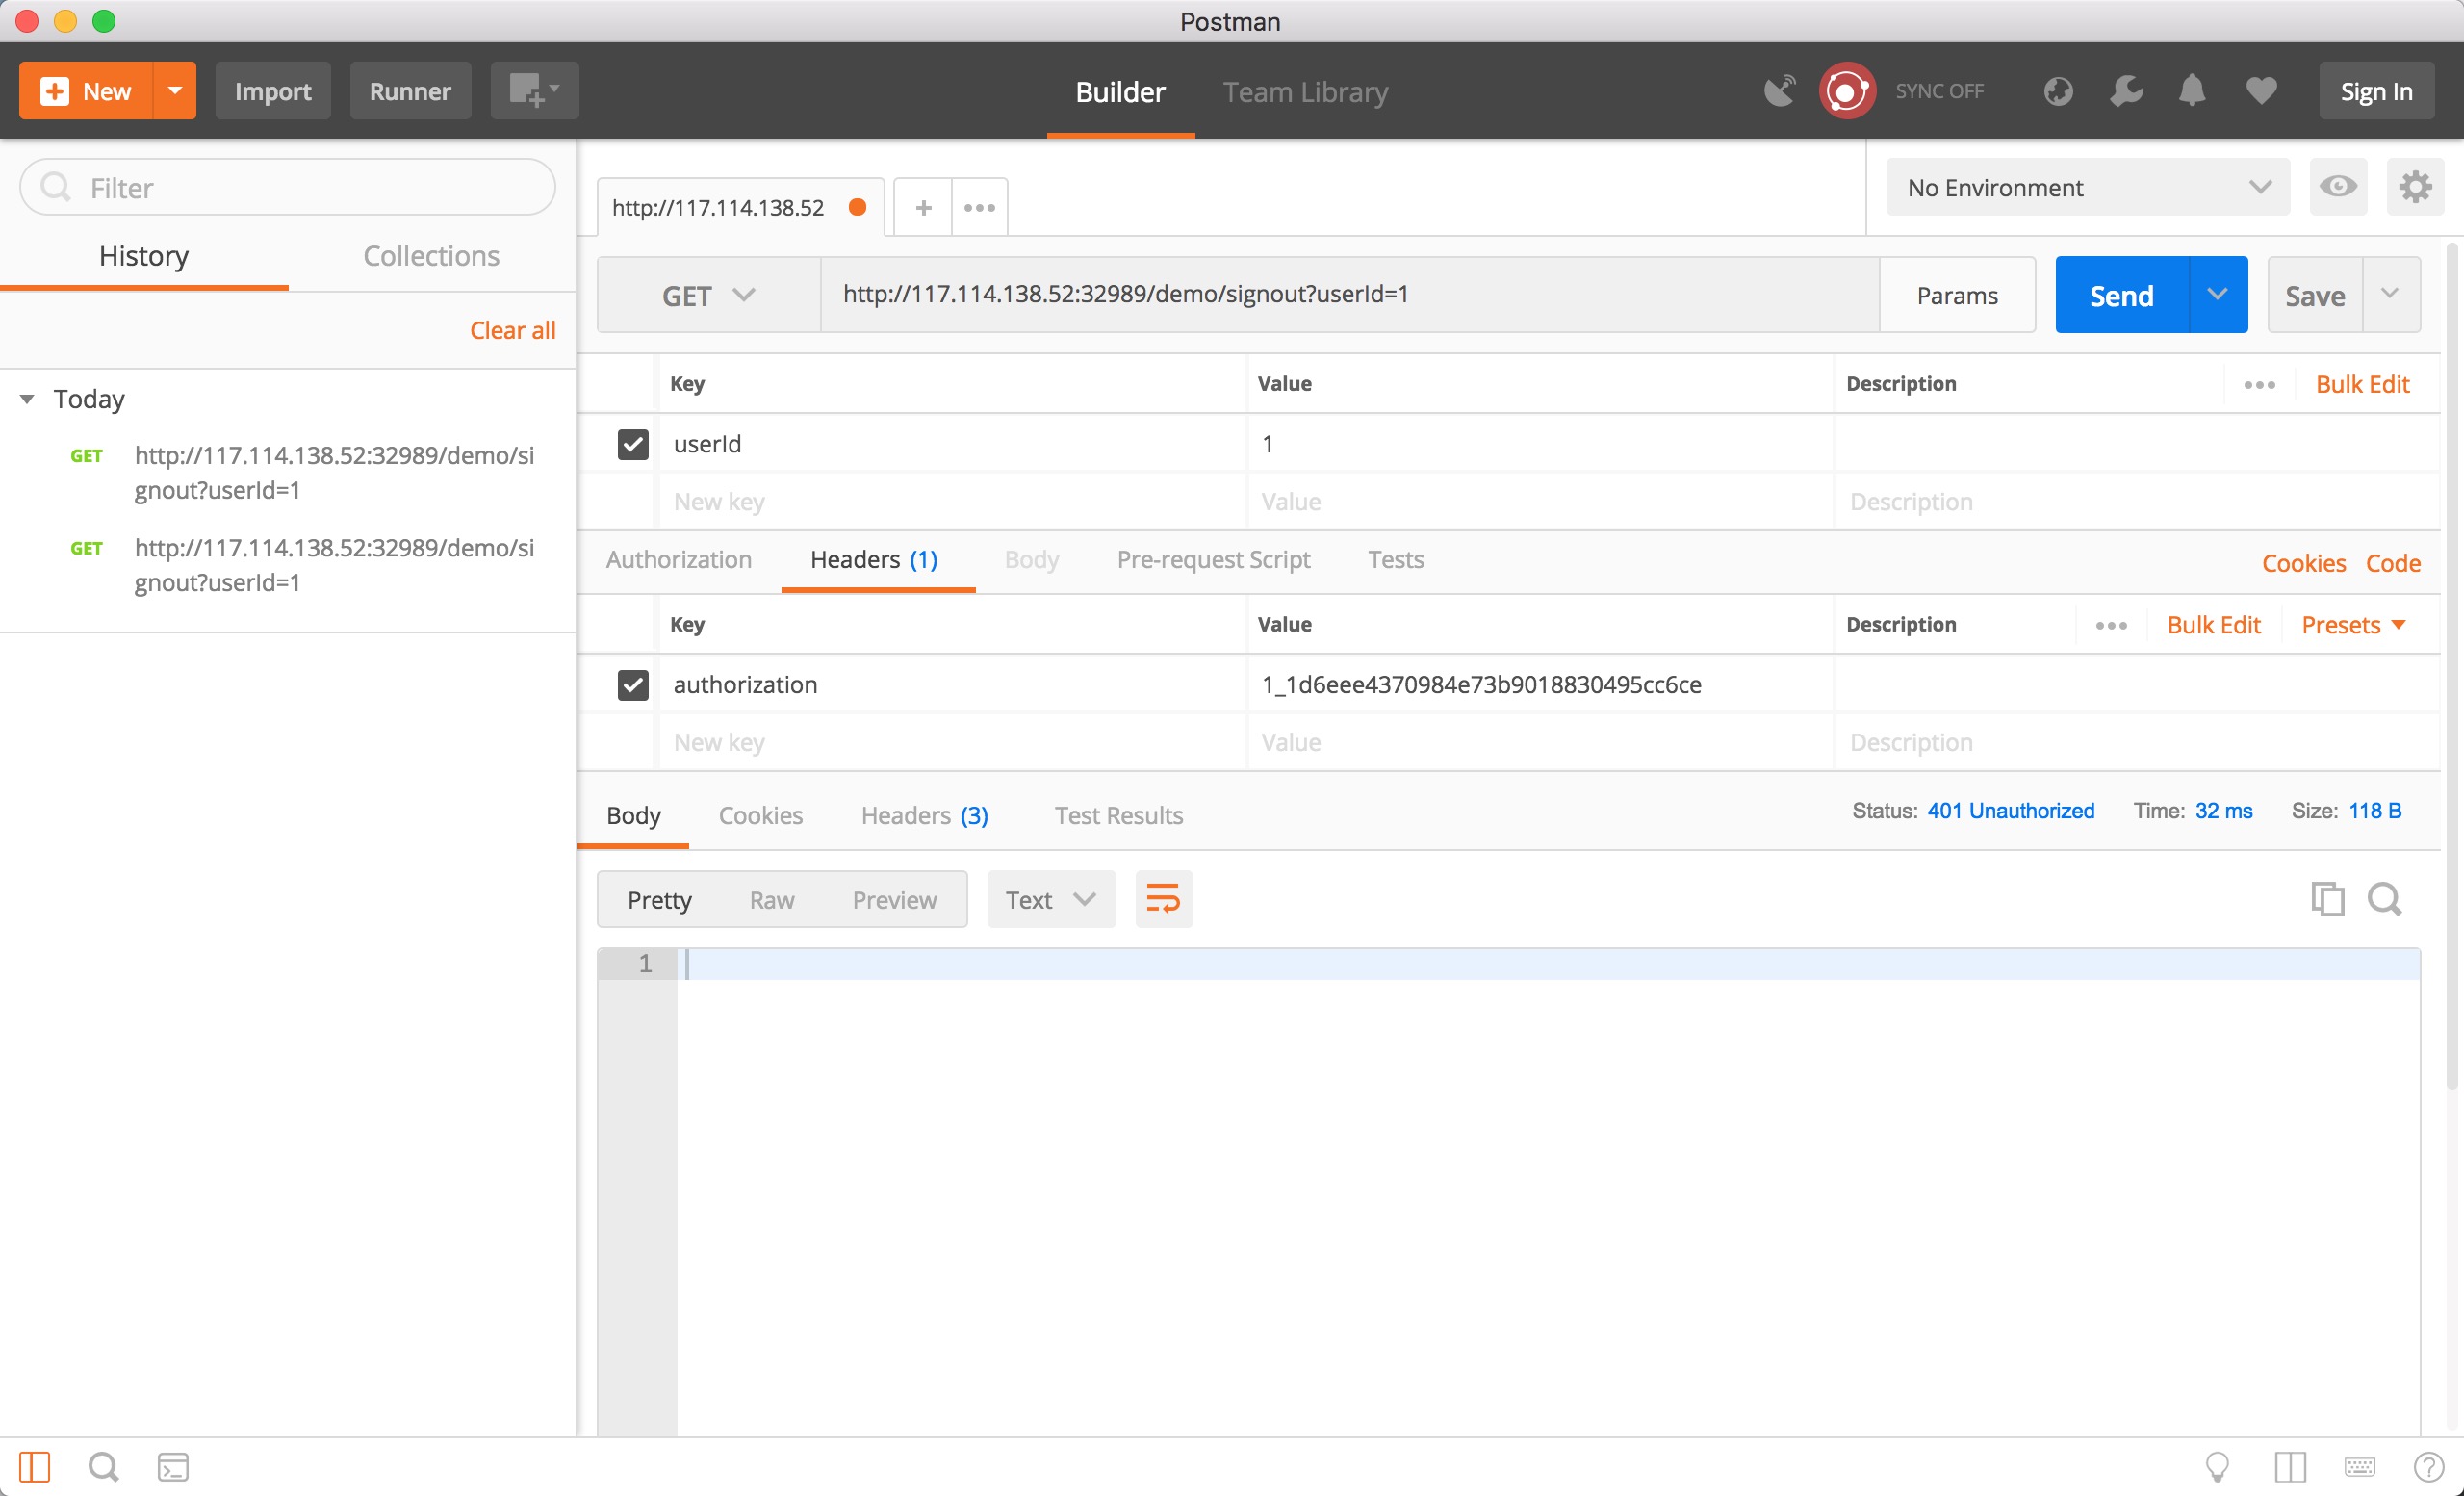 Postman
New
Import
Runner
Builder
Team Library
SYNC OFF
Sign In
Filter
History
Collections
Clear all
Today
GET http://117.114.138.52:32989/demo/si
gnout?userId=1
GET http://117.114.138.52:32989/demo/si
gnout?userId=1
http://117.114.138.52
No Environment
GET
http://117.114.138.52:32989/demo/signout?userId=1
Params
Send
Save
Key Value Description Bulk Edit
userId 1
New key Value Description
Authorization Headers (1) Body Pre-request Script Tests Cookies Code
Key Value Description Bulk Edit Presets
authorization 1_1d6eee4370984e73b9018830495cc6ce
New key Value Description
Body Cookies Headers (3) Test Results Status: 401 Unauthorized Time: 32 ms Size: 118 B
Pretty Raw Preview Text
1